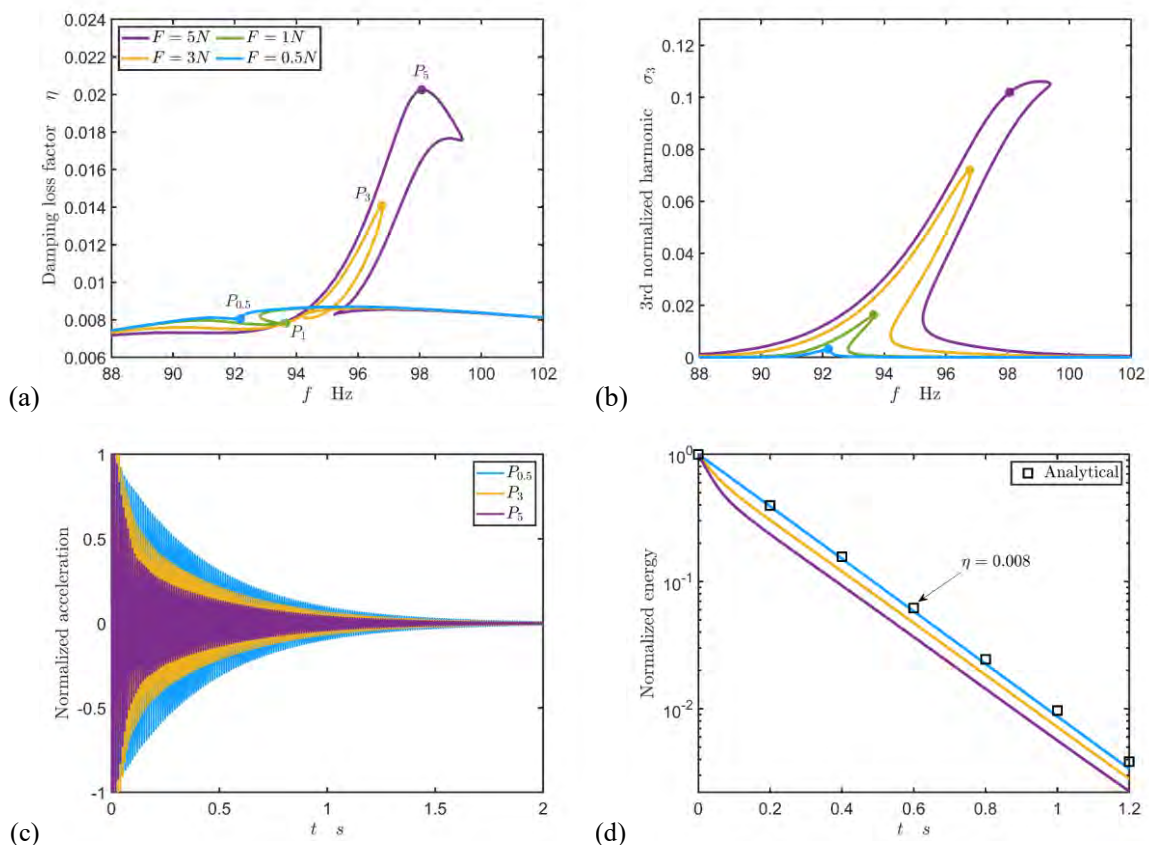 0.024
0.022
0.02
0.018
0.016
0.014
0.012
0.01
0.008
0.006
Damping loss factor η
F = 5N F = 1N
F = 3N F = 0.5N
P₅
P₃
P₀.₅
P₁
88 90 92 94 96 98 100 102
f Hz
(a)
0.12
0.1
0.08
0.06
0.04
0.02
0
3rd normalized harmonic σ₃
88 90 92 94 96 98 100 102
f Hz
(b)
1
0.5
0
-0.5
-1
Normalized acceleration
P₀.₅
P₃
P₅
0 0.5 1 1.5 2
t s
(c)
10⁰
10⁻¹
10⁻²
Normalized energy
Analytical
η = 0.008
0 0.2 0.4 0.6 0.8 1 1.2
t s
(d)